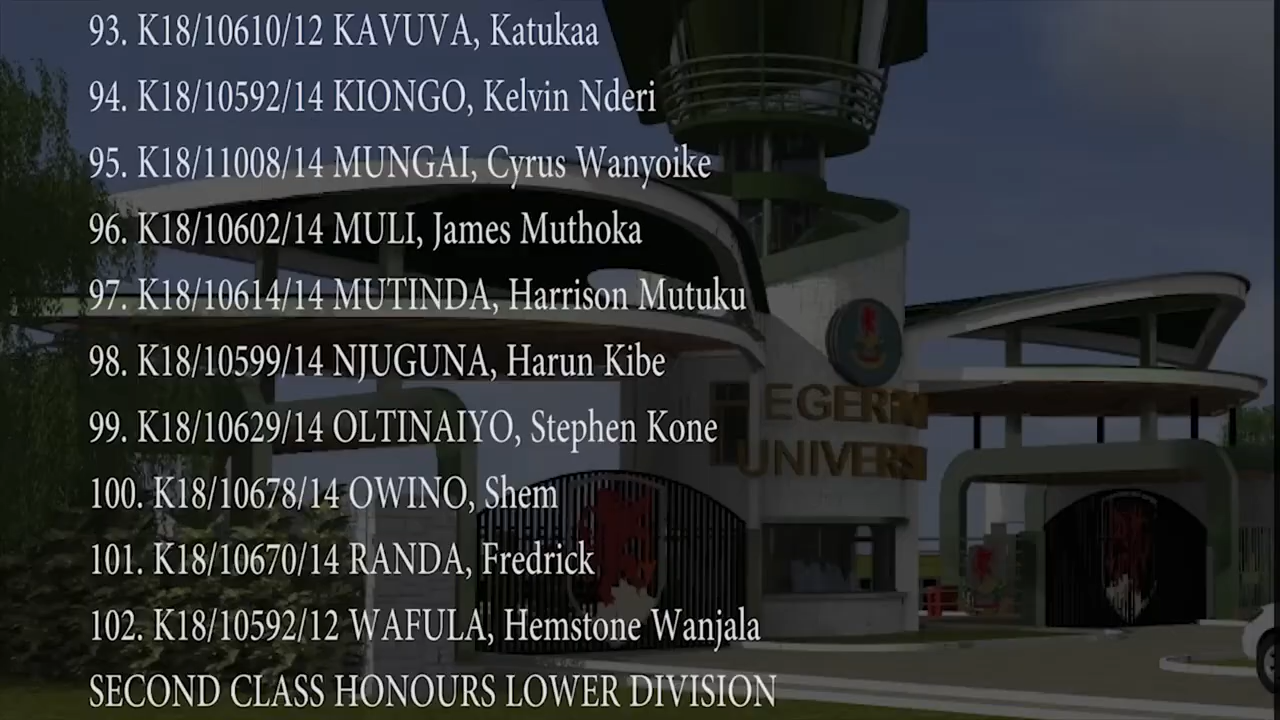 93. K18/10610/12 KAVUVA, Katukaa
94. K18/10592/14 KIONGO, Kelvin Nderi
95. K18/11008/14 MUNGAI, Cyrus Wanyoike
96. K18/10602/14 MULI, James Muthoka
97. K18/10614/14 MUTINDA, Harrison Mutuku
98. K18/10599/14 NJUGUNA, Harun Kibe
EGERTON
99. K18/10629/14 OLTINAIYO, Stephen Kone
UNIVERSI
100. K18/10678/14 OWINO, Shem
101. K18/10670/14 RANDA, Fredrick
102. K18/10592/12 WAFULA, Hemstone Wanjala
SECOND CLASS HONOURS LOWER DIVISION